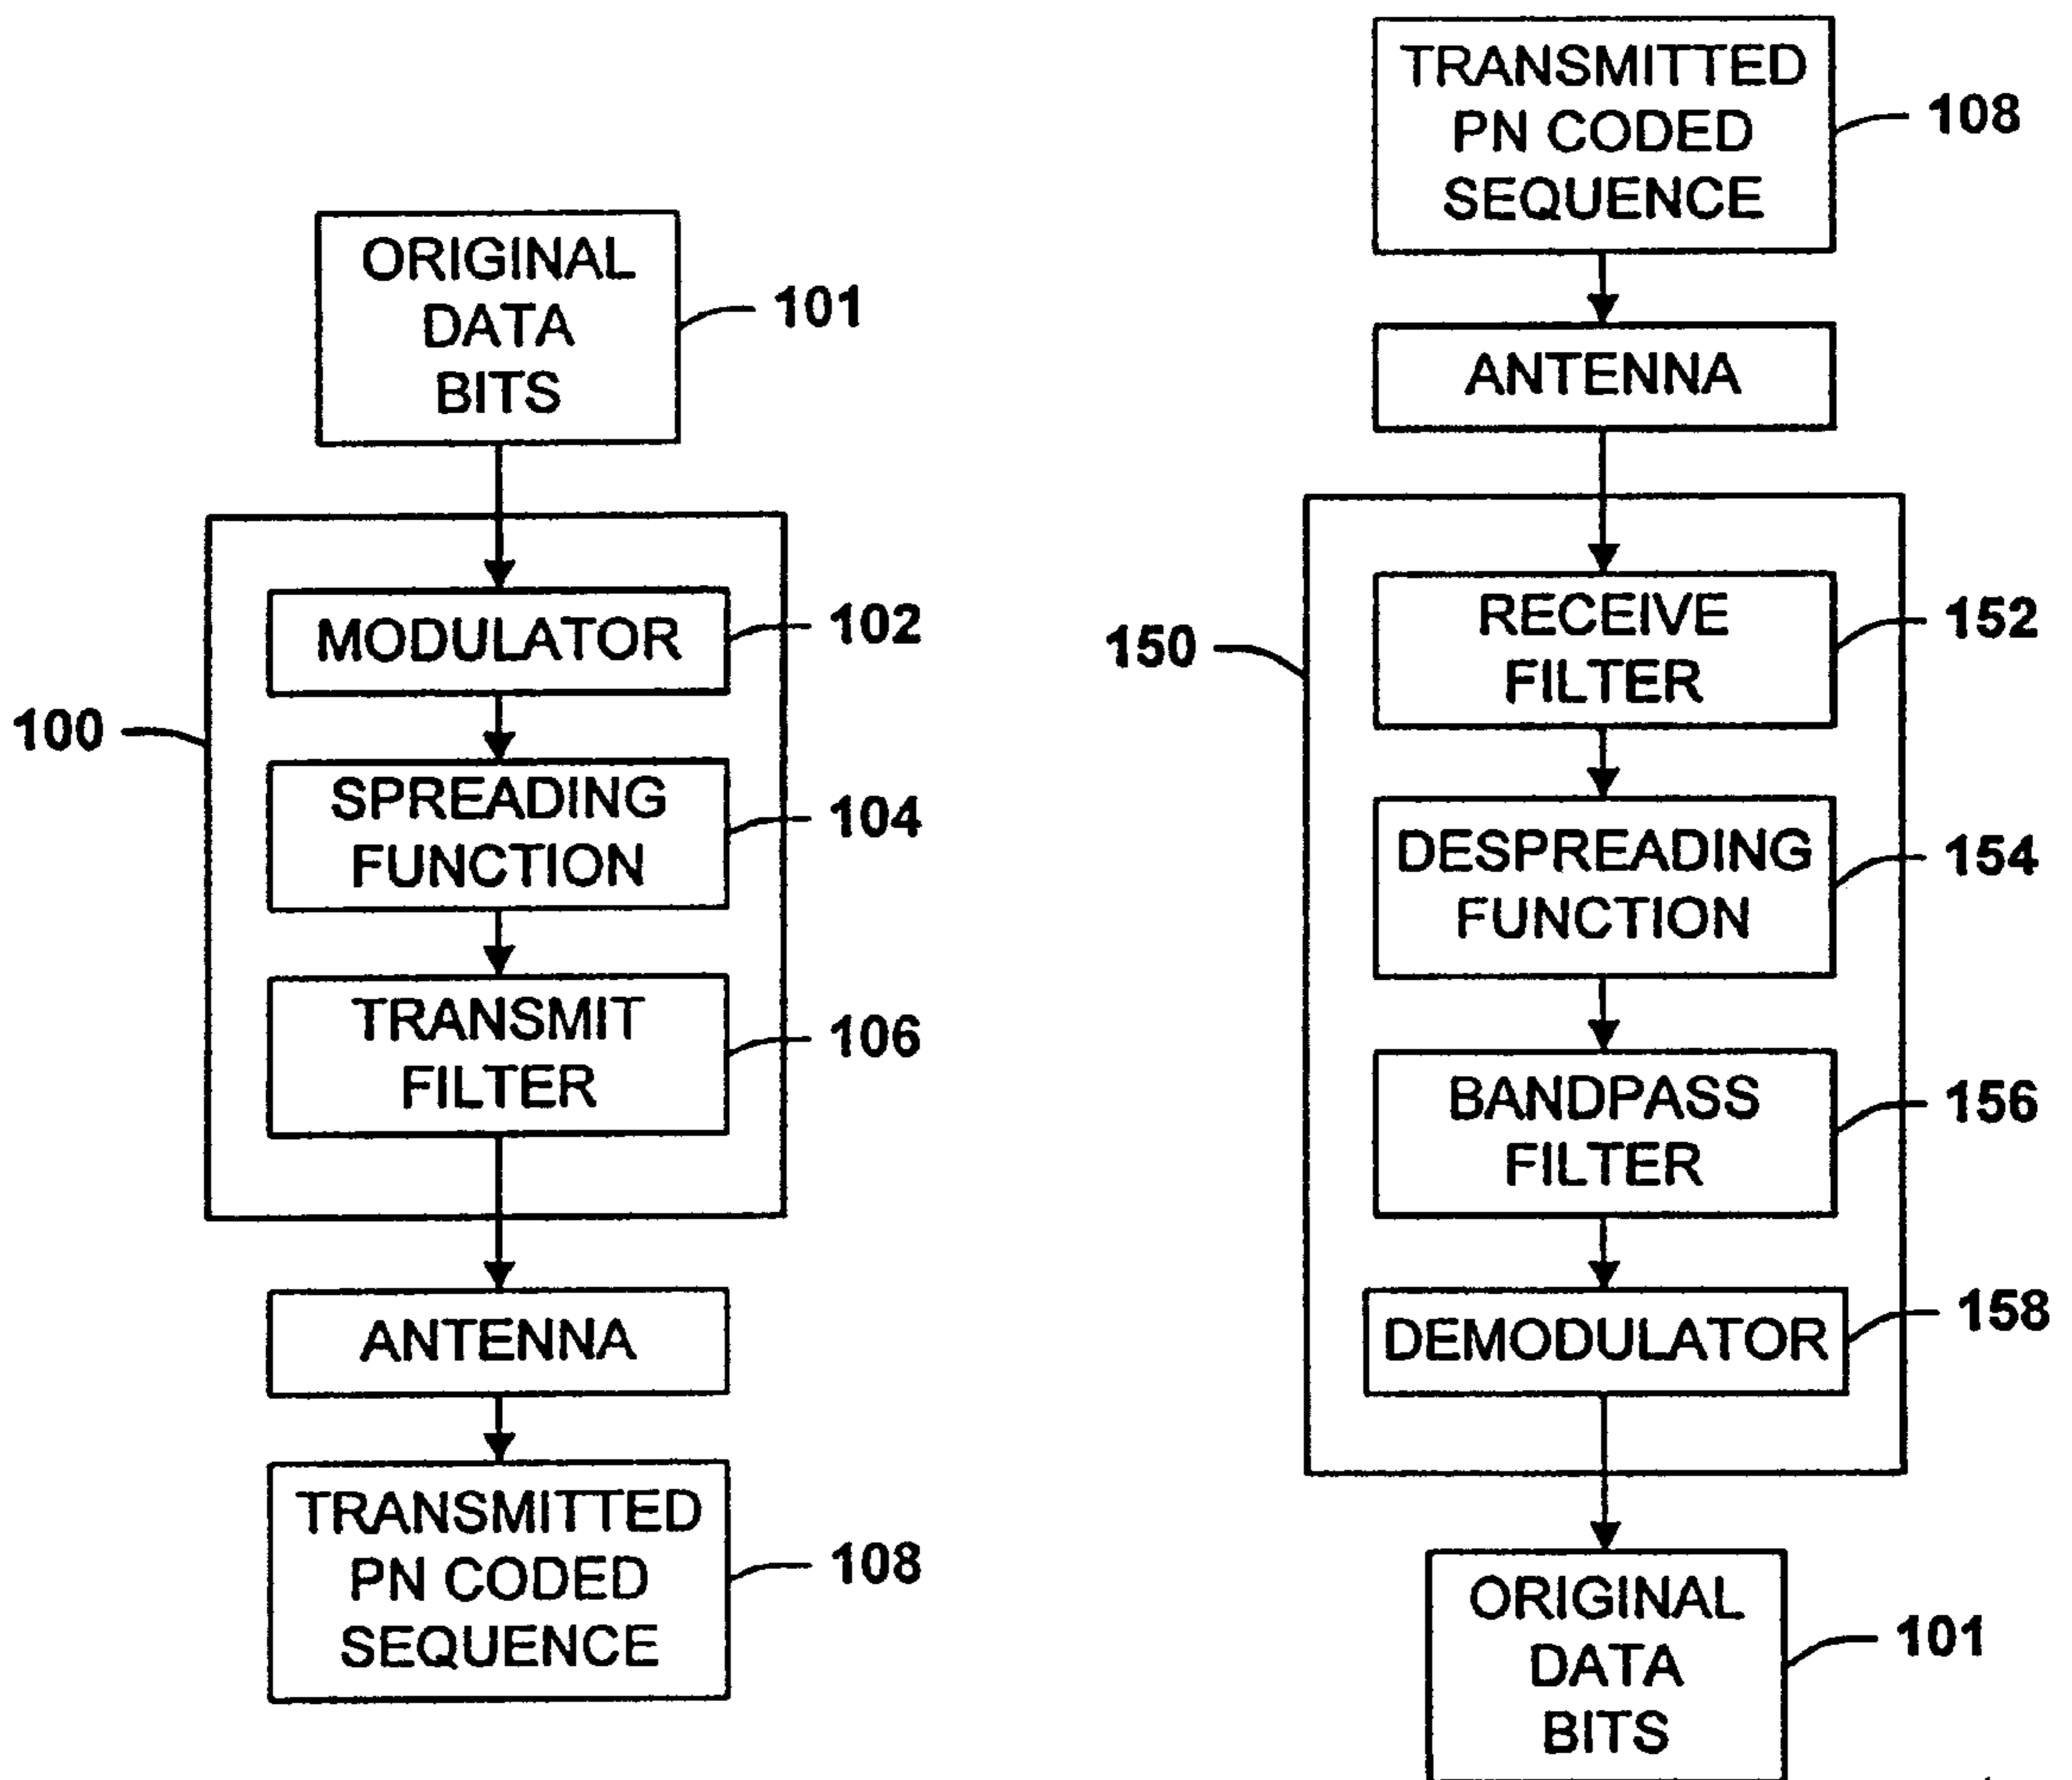 ORIGINAL
DATA
BITS
101
100
MODULATOR
102
SPREADING
FUNCTION
104
TRANSMIT
FILTER
106
ANTENNA
TRANSMITTED
PN CODED
SEQUENCE
108
TRANSMITTED
PN CODED
SEQUENCE
108
ANTENNA
150
RECEIVE
FILTER
152
DESPREADING
FUNCTION
154
BANDPASS
FILTER
156
DEMODULATOR
158
ORIGINAL
DATA
BITS
101